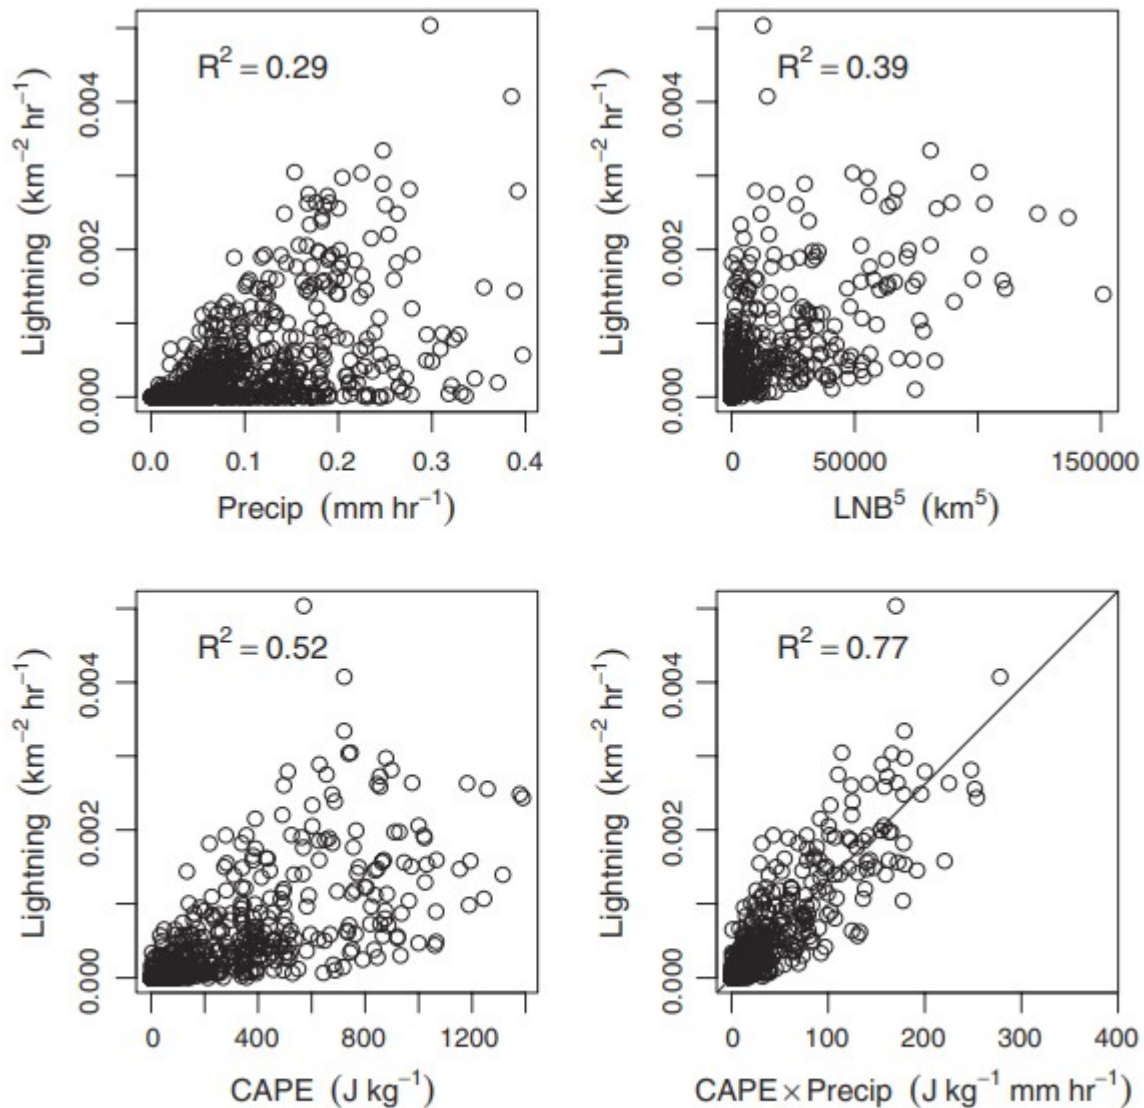 R² = 0.29
Lightning (km⁻² hr⁻¹)
0.004
0.002
0.000
0.0 0.1 0.2 0.3 0.4
Precip (mm hr⁻¹)
R² = 0.39
Lightning (km⁻² hr⁻¹)
0.004
0.002
0.000
0 50000 150000
LNB⁵ (km⁵)
R² = 0.52
Lightning (km⁻² hr⁻¹)
0.004
0.002
0.000
0 400 800 1200
CAPE (J kg⁻¹)
R² = 0.77
Lightning (km⁻² hr⁻¹)
0.004
0.002
0.000
0 100 200 300 400
CAPE × Precip (J kg⁻¹ mm hr⁻¹)